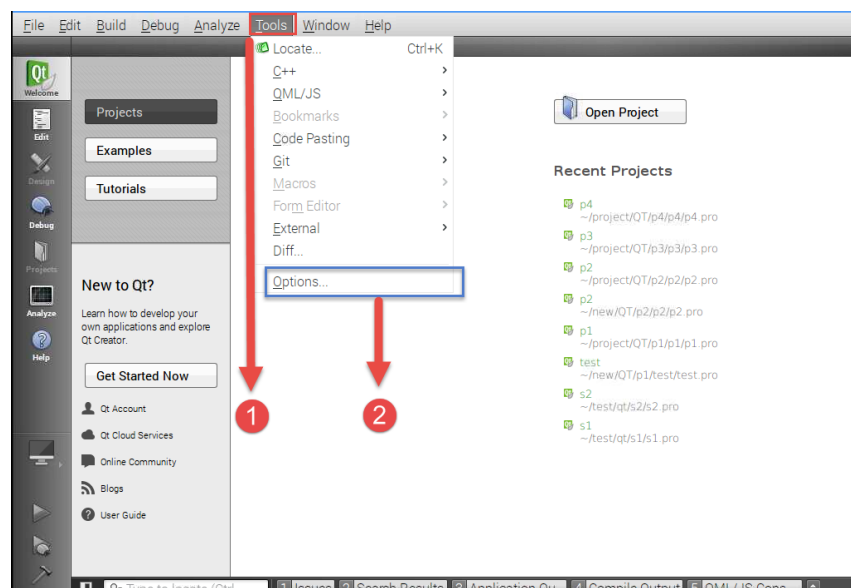 File Edit Build Debug Analyze Tools Window Help
Locate... Ctrl+K
C++
QML/JS
Bookmarks
Code Pasting
Git
Macros
Form Editor
External
Diff...
Options...
1
2
Qt
Welcome
Edit
Design
Debug
Projects
Analyze
Help
Projects
Examples
Tutorials
New to Qt?
Learn how to develop your
own applications and explore
Qt Creator.
Get Started Now
Qt Account
Qt Cloud Services
Online Community
Blogs
User Guide
Open Project
Recent Projects
p4
~/project/QT/p4/p4/p4.pro
p3
~/project/QT/p3/p3/p3.pro
p2
~/project/QT/p2/p2/p2.pro
p2
~/new/QT/p2/p2/p2.pro
p1
~/project/QT/p1/p1/p1.pro
test
~/new/QT/p1/test/test.pro
s2
~/test/qt/s2/s2.pro
s1
~/test/qt/s1/s1.pro
Type to locate (Ctrl... 1 Issues 2 Search Results 3 Application Ou... 4 Compile Output 5 QML/JS Cons...